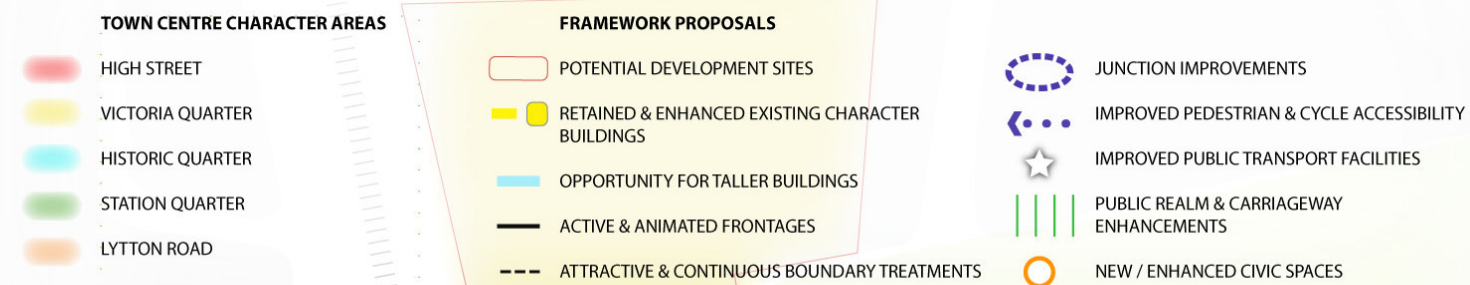 TOWN CENTRE CHARACTER AREAS
HIGH STREET
VICTORIA QUARTER
HISTORIC QUARTER
STATION QUARTER
LYTTON ROAD
FRAMEWORK PROPOSALS
POTENTIAL DEVELOPMENT SITES
RETAINED & ENHANCED EXISTING CHARACTER
BUILDINGS
OPPORTUNITY FOR TALLER BUILDINGS
ACTIVE & ANIMATED FRONTAGES
ATTRACTIVE & CONTINUOUS BOUNDARY TREATMENTS
JUNCTION IMPROVEMENTS
IMPROVED PEDESTRIAN & CYCLE ACCESSIBILITY
IMPROVED PUBLIC TRANSPORT FACILITIES
PUBLIC REALM & CARRIAGEWAY
ENHANCEMENTS
NEW / ENHANCED CIVIC SPACES